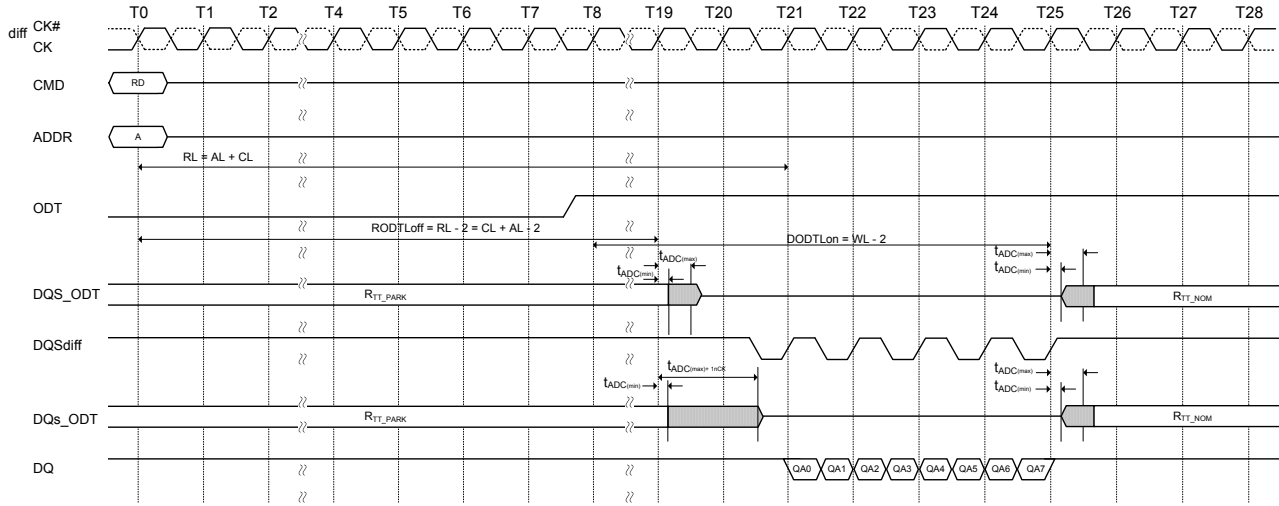 T0 T1 T2 T4 T5 T6 T7 T8 T19 T20 T21 T22 T23 T24 T25 T26 T27 T28
diff CK#
CK
CMD RD
ADDR A
RL = AL + CL
ODT
RODTLoff = RL - 2 = CL + AL - 2 DODTLon = WL - 2
tADC(max) tADC(max)
tADC(min) tADC(min)
DQS_ODT RTT_PARK RTT_NOM
DQSdiff
tADC(max)+ 1nCK tADC(max)
tADC(min) tADC(min)
DQs_ODT RTT_PARK RTT_NOM
DQ QA0 QA1 QA2 QA3 QA4 QA5 QA6 QA7